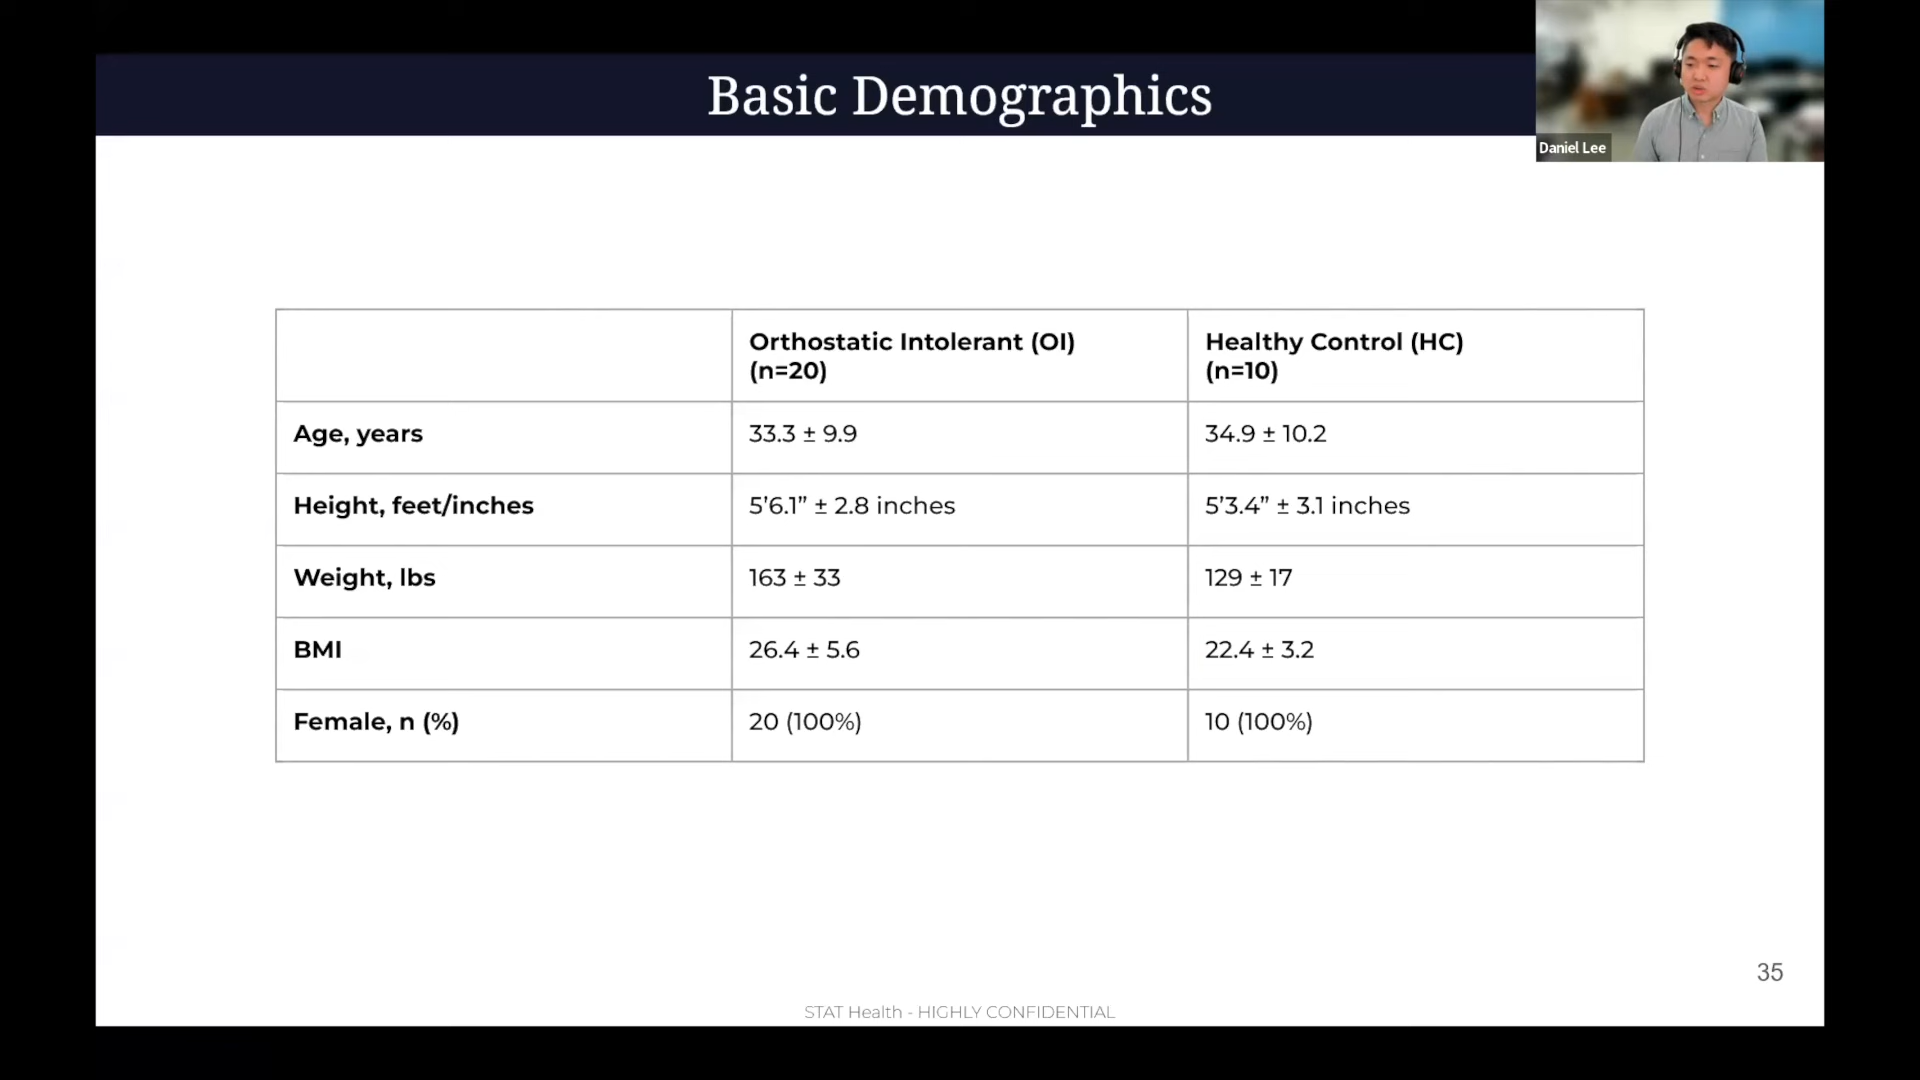 Basic Demographics
Daniel Lee
Orthostatic Intolerant (OI)
(n=20)
Healthy Control (HC)
(n=10)
Age, years
33.3 ± 9.9
34.9 ± 10.2
Height, feet/inches
5’6.1” ± 2.8 inches
5’3.4” ± 3.1 inches
Weight, lbs
163 ± 33
129 ± 17
BMI
26.4 ± 5.6
22.4 ± 3.2
Female, n (%)
20 (100%)
10 (100%)
35
STAT Health - HIGHLY CONFIDENTIAL